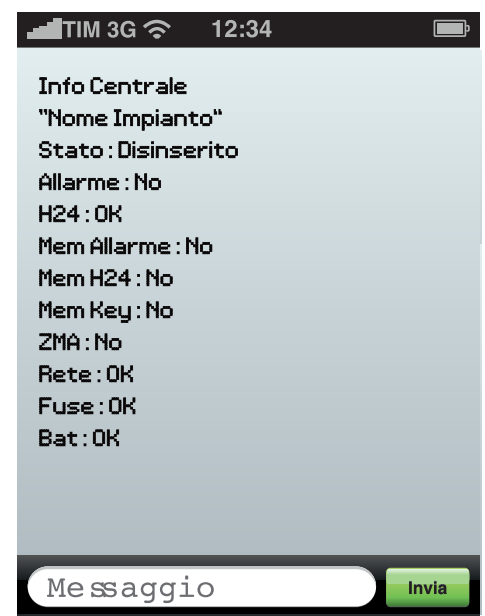 TIM 3G 12:34
Info Centrale
"Nome Impianto“
Stato : Disinserito
Allarme : No
H24 : OK
Mem Allarme : No
Mem H24 : No
Mem Key : No
ZMA : No
Rete : OK
Fuse : OK
Bat : OK
Messaggio Invia